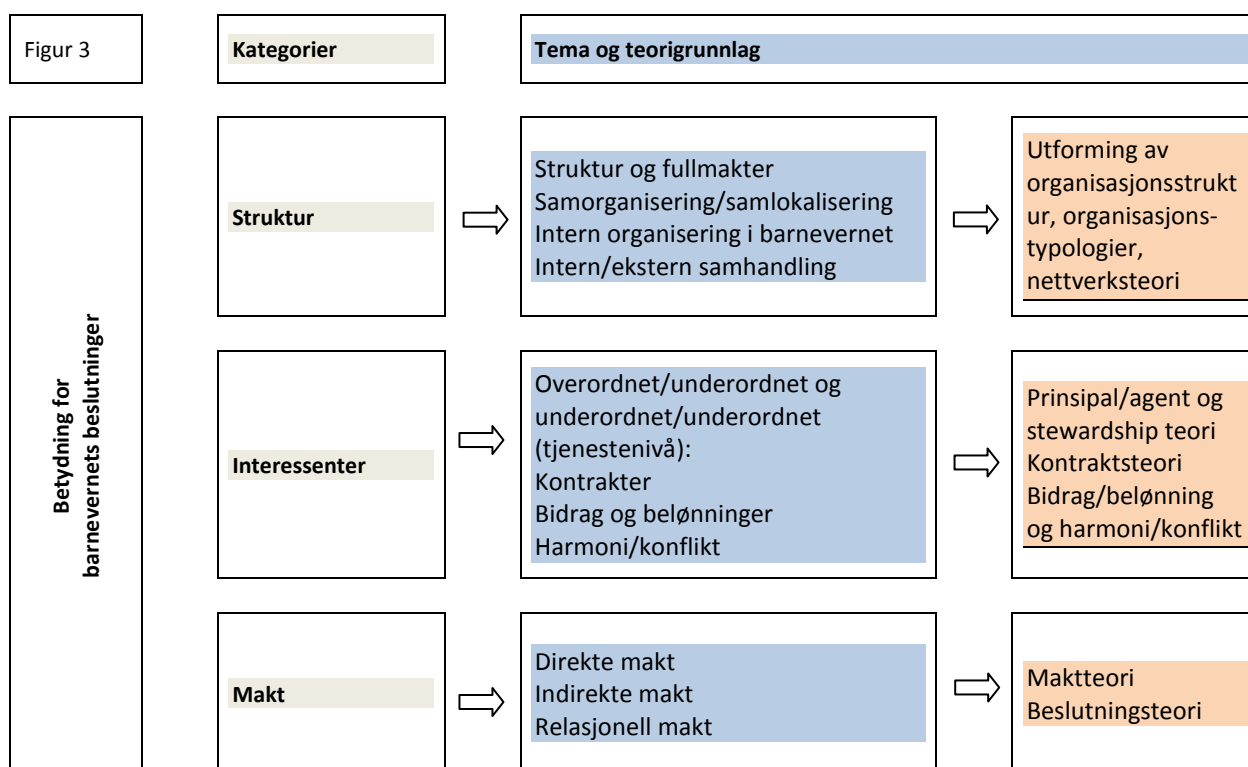 Figur 3
Kategorier
Tema og teorigrunnlag
Betydning for
barnevernets beslutninger
Struktur
Struktur og fullmakter
Samorganisering/samlokalisering
Intern organisering i barnevernet
Intern/ekstern samhandling
Utforming av
organisasjonsstrukt
ur, organisasjons-
typologier,
nettverksteori
Interessenter
Overordnet/underordnet og
underordnet/underordnet
(tjenestenivå):
Kontrakter
Bidrag og belønninger
Harmoni/konflikt
Prinsipal/agent og
stewardship teori
Kontraktsteori
Bidrag/belønning
og harmoni/konflikt
Makt
Direkte makt
Indirekte makt
Relasjonell makt
Maktteori
Beslutningsteori